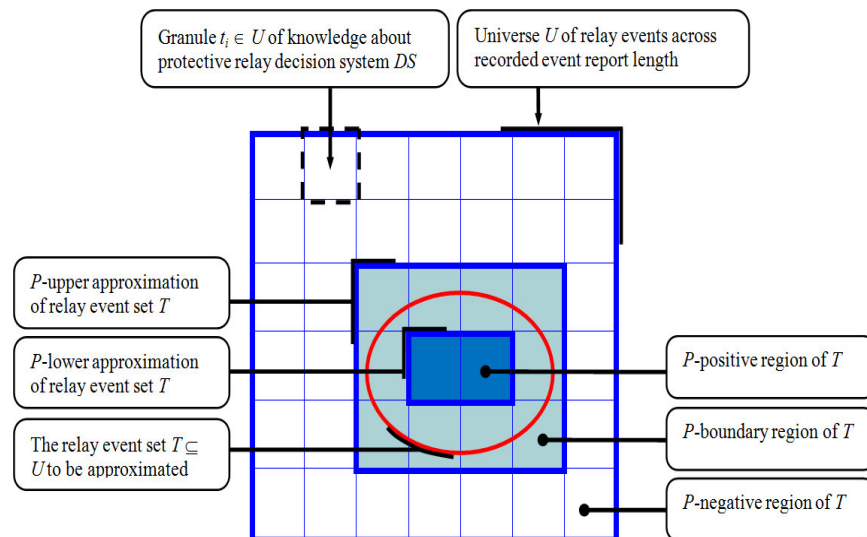 Granule tᵢ ∈ U of knowledge about
protective relay decision system DS
Universe U of relay events across
recorded event report length
P-upper approximation
of relay event set T
P-lower approximation
of relay event set T
The relay event set T ⊆
U to be approximated
P-positive region of T
P-boundary region of T
P-negative region of T